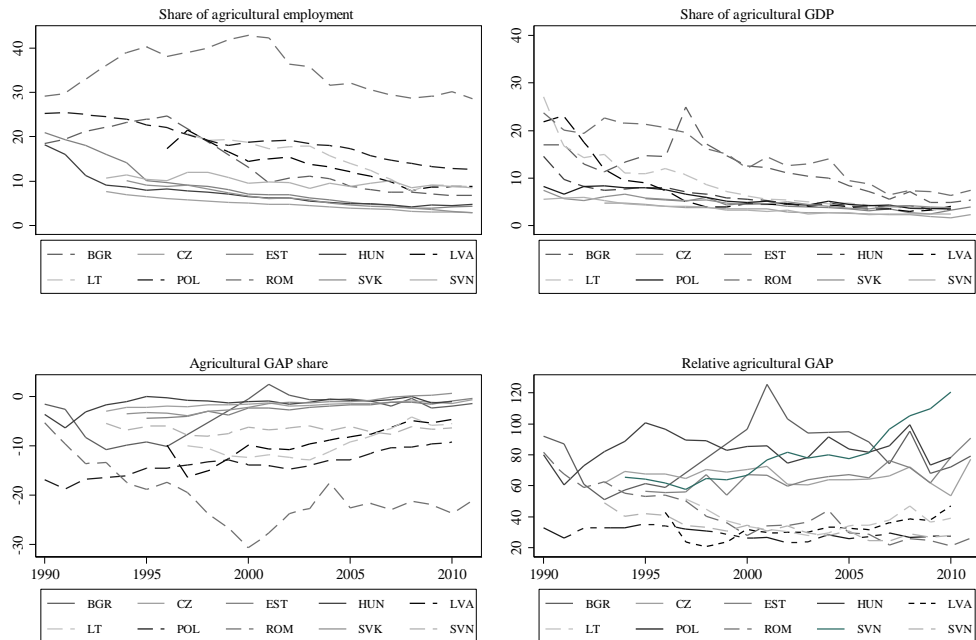 Share of agricultural employment
40
30
20
10
0
BGR CZ EST HUN LVA
LT POL ROM SVK SVN
Share of agricultural GDP
40
30
20
10
0
BGR CZ EST HUN LVA
LT POL ROM SVK SVN
Agricultural GAP share
0
-10
-20
-30
1990 1995 2000 2005 2010
BGR CZ EST HUN LVA
LT POL ROM SVK SVN
Relative agricultural GAP
120
100
80
60
40
20
1990 1995 2000 2005 2010
BGR CZ EST HUN LVA
LT POL ROM SVN SVN